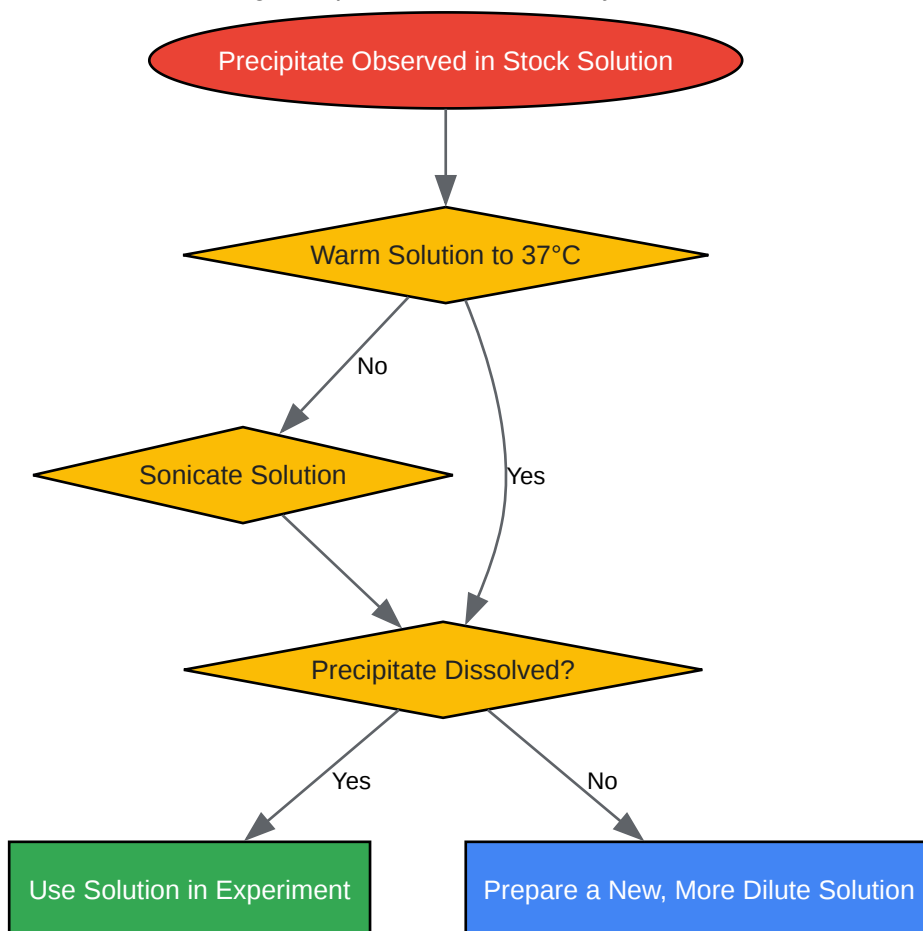 Precipitate Observed in Stock Solution
Warm Solution to 37°C
No
Sonicate Solution
Yes
Precipitate Dissolved?
Yes
No
Use Solution in Experiment
Prepare a New, More Dilute Solution